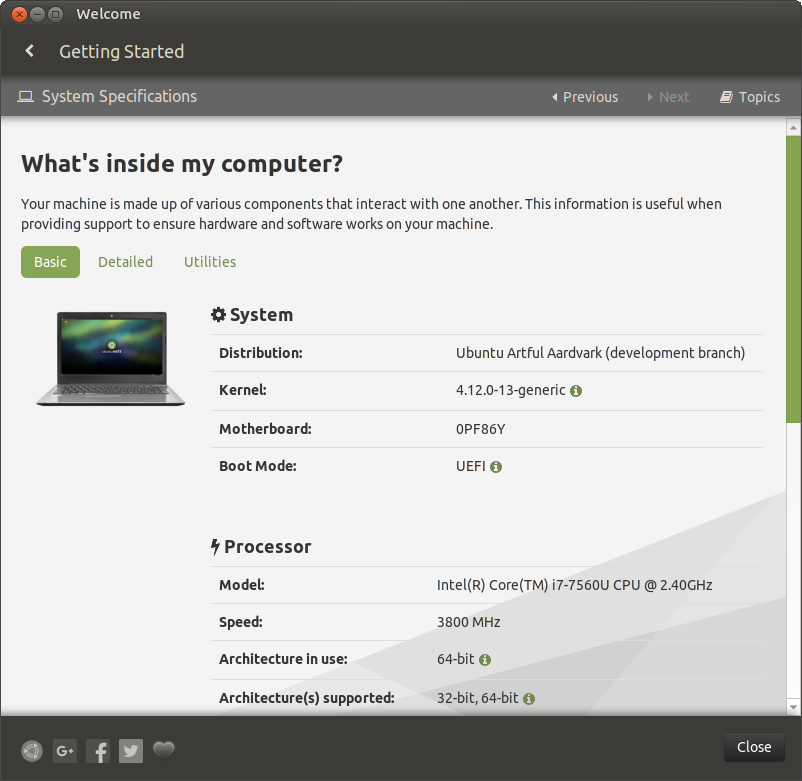 Welcome
Getting Started
System Specifications
Previous
Next
Topics
What's inside my computer?
Your machine is made up of various components that interact with one another. This information is useful when
providing support to ensure hardware and software works on your machine.
Basic
Detailed
Utilities
System
Distribution: Ubuntu Artful Aardvark (development branch)
Kernel: 4.12.0-13-generic
Motherboard: 0PF86Y
Boot Mode: UEFI
Processor
Model: Intel(R) Core(TM) i7-7560U CPU @ 2.40GHz
Speed: 3800 MHz
Architecture in use: 64-bit
Architecture(s) supported: 32-bit, 64-bit
G+
Close